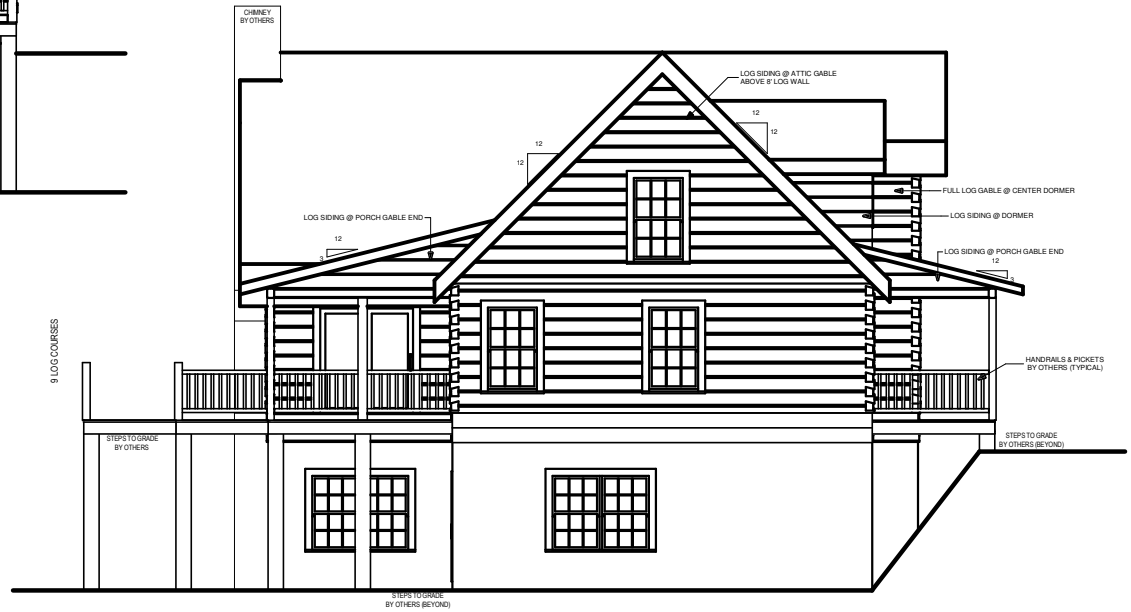 CHIMNEY
BY OTHERS
LOG SIDING @ ATTIC GABLE
ABOVE 8' LOG WALL
12
12
12
12
FULL LOG GABLE @ CENTER DORMER
LOG SIDING @ DORMER
LOG SIDING @ PORCH GABLE END
12
3
LOG SIDING @ PORCH GABLE END
12
3
9 LOG COURSES
HANDRAILS & PICKETS
BY OTHERS (TYPICAL)
STEPS TO GRADE
BY OTHERS
STEPS TO GRADE
BY OTHERS (BEYOND)
STEPS TO GRADE
BY OTHERS (BEYOND)